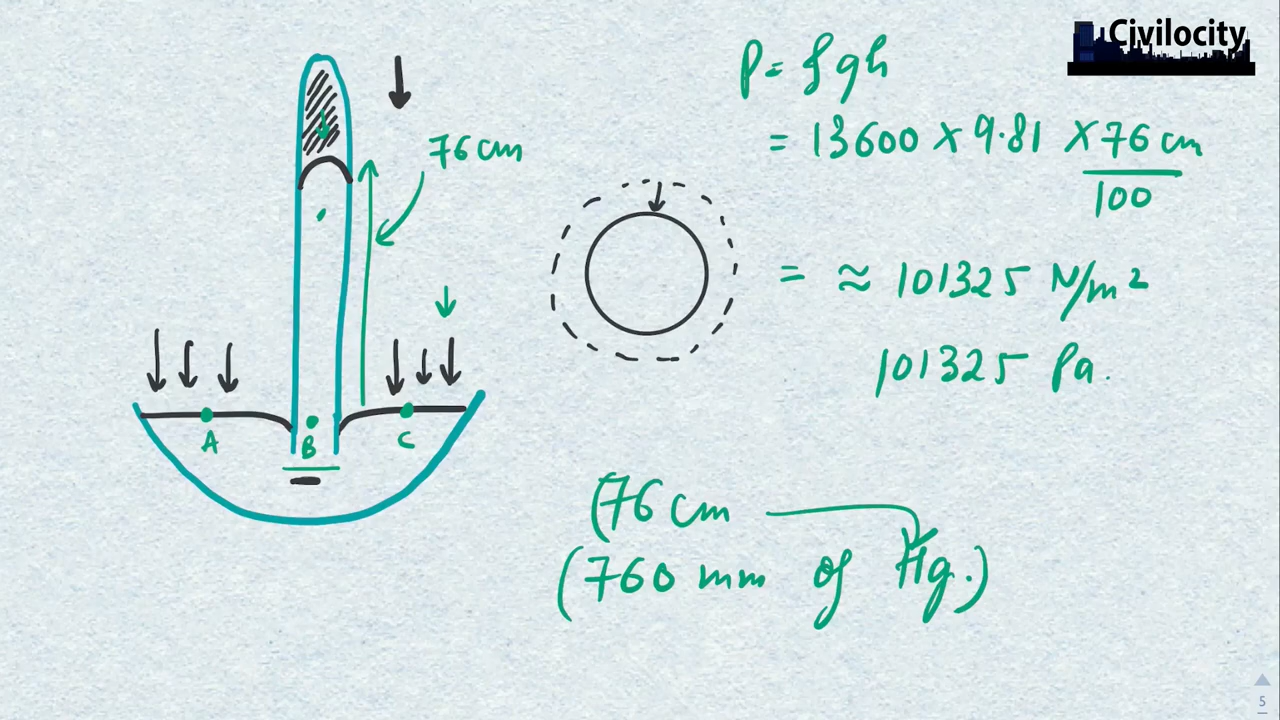 Civilocity
P = ρgh
= 13600 × 9.81 × 76 cm
100
76 cm
= ≈ 101325 N/m²
101325 Pa.
A
B
C
(76 cm
(760 mm of Hg.)
5